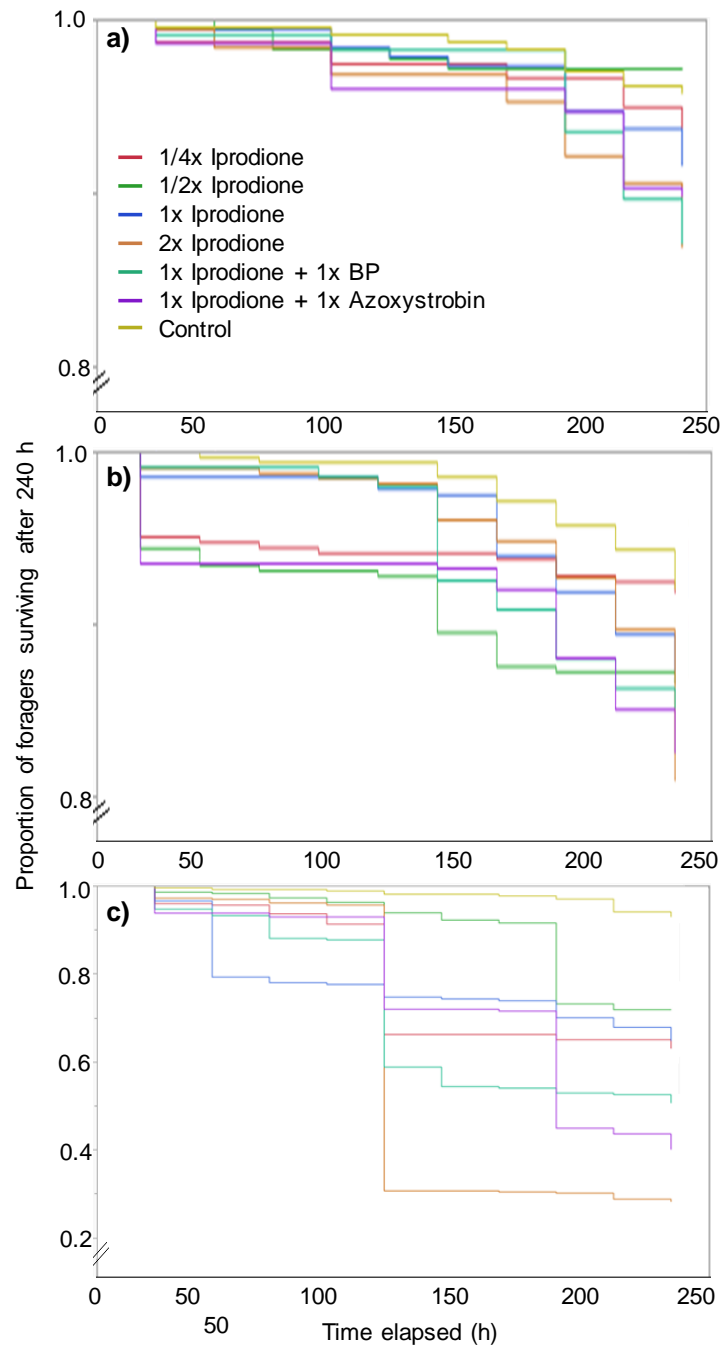 1.0
a)
1/4x Iprodione
1/2x Iprodione
1x Iprodione
2x Iprodione
1x Iprodione + 1x BP
1x Iprodione + 1x Azoxystrobin
Control
0.8
0 50 100 150 200 250
Proportion of foragers surviving after 240 h
1.0
b)
0.8
0 50 100 150 200 250
1.0
c)
0.8
0.6
0.4
0.2
0 50 100 150 200 250
50
Time elapsed (h)